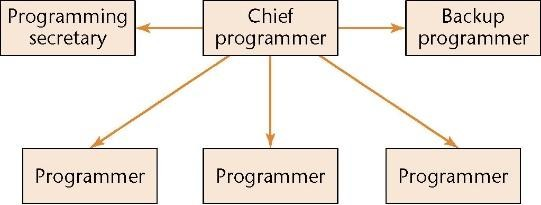 Programming
secretary
Chief
programmer
Backup
programmer
Programmer
Programmer
Programmer